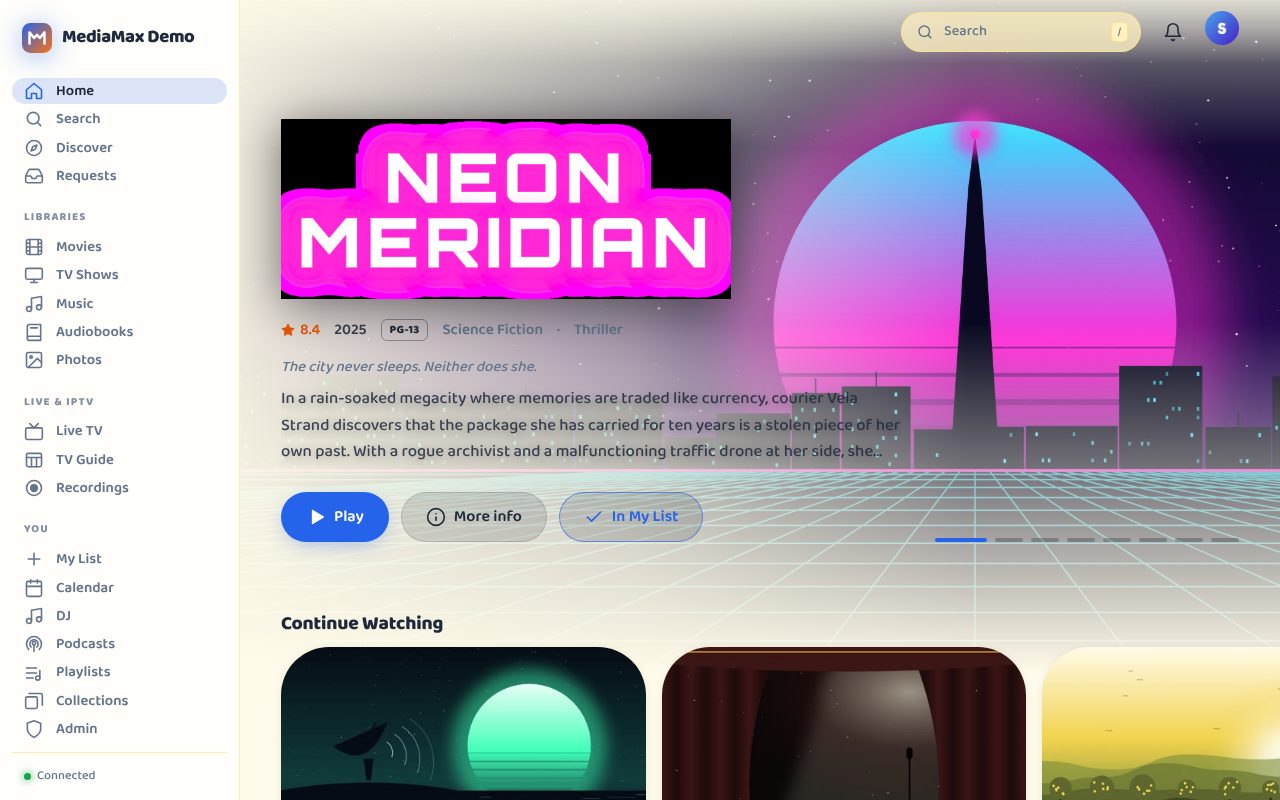 MediaMax Demo
Home
Search
Discover
Requests
LIBRARIES
Movies
TV Shows
Music
Audiobooks
Photos
LIVE & IPTV
Live TV
TV Guide
Recordings
YOU
My List
Calendar
DJ
Podcasts
Playlists
Collections
Admin
Connected
Search /
S
NEON
MERIDIAN
8.4 2025 PG-13 Science Fiction · Thriller
The city never sleeps. Neither does she.
In a rain-soaked megacity where memories are traded like currency, courier Vela
Strand discovers that the package she has carried for ten years is a stolen piece of her
own past. With a rogue archivist and a malfunctioning traffic drone at her side, she...
Play
More info
In My List
Continue Watching